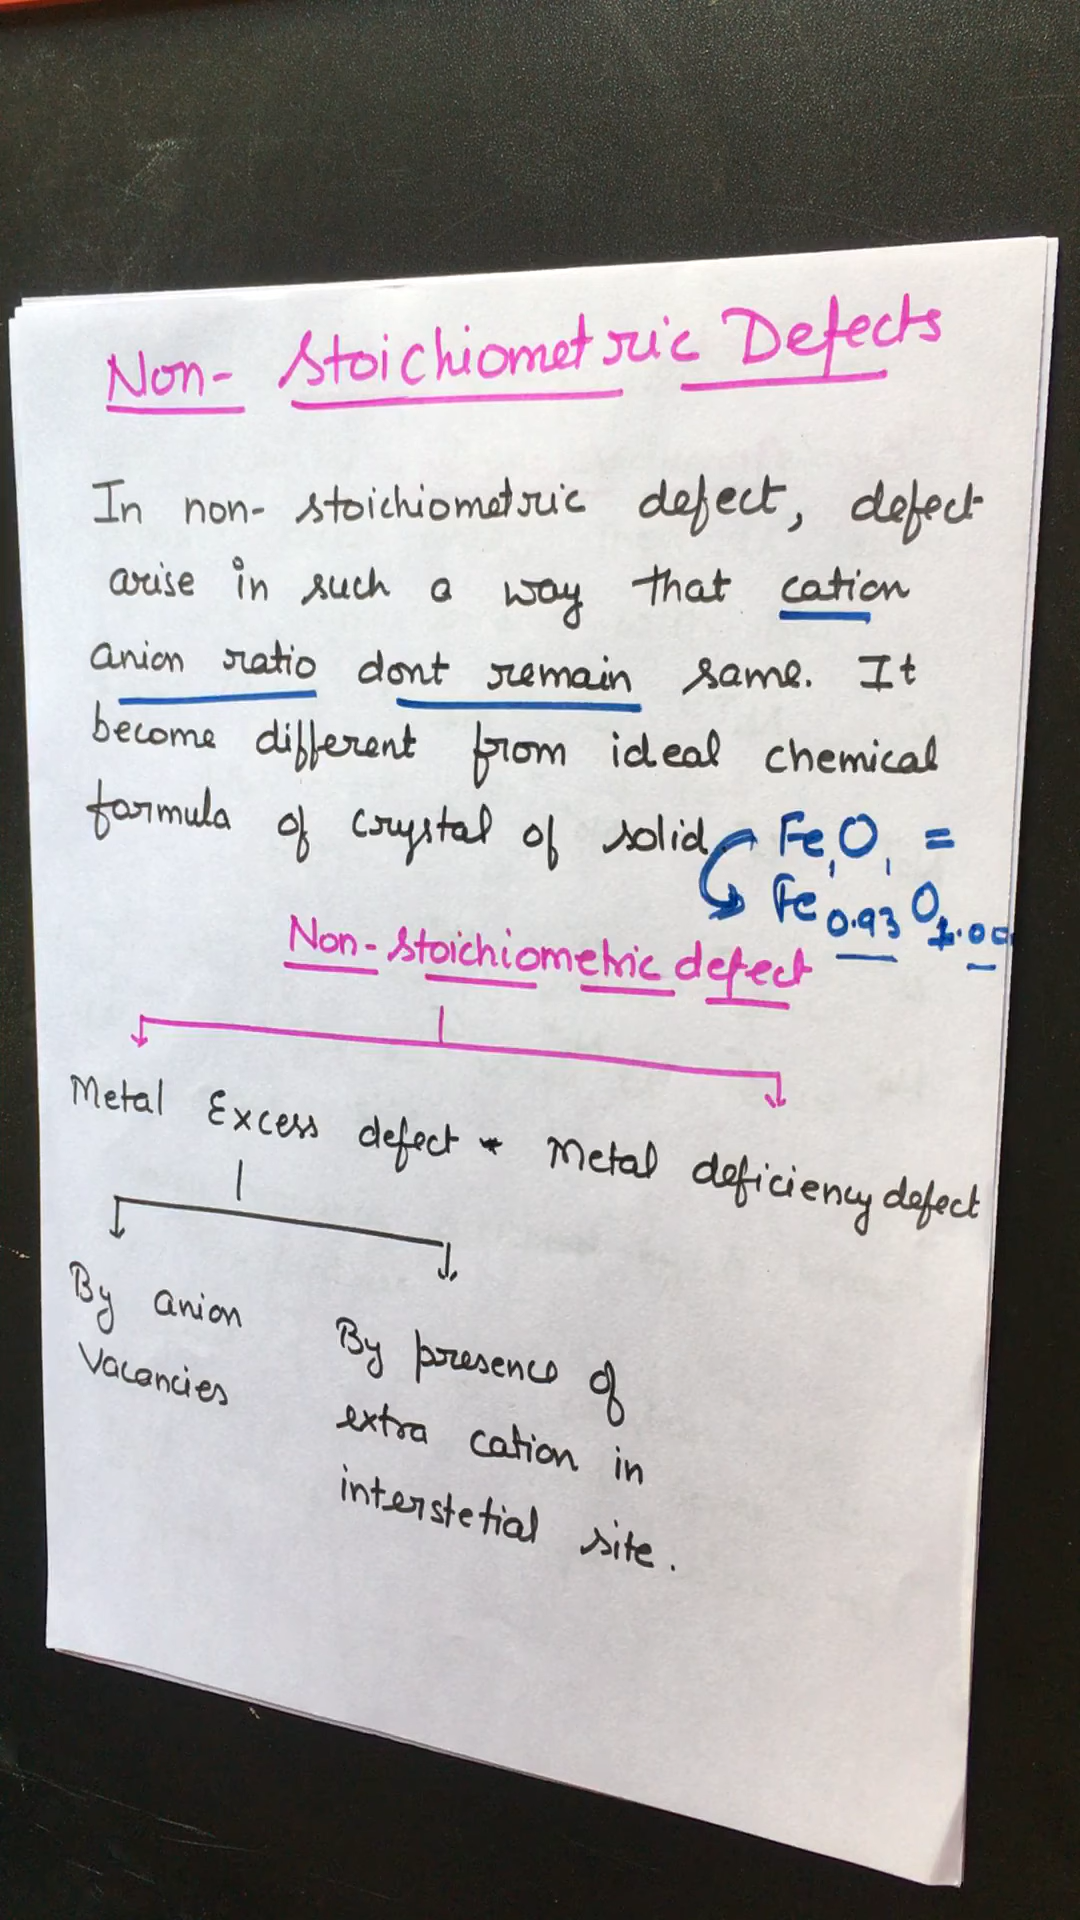 Non- Stoichiometric Defects
In non- stoichiometric defect, defect
arise in such a way that cation
anion ratio dont remain same. It
become different from ideal chemical
formula of crystal of solid. Fe1O1 =
Fe0.93 O1.00
Non-stoichiometric defect
Metal Excess defect Metal deficiency defect
By anion
vacancies
By presence of
extra cation in
interstetial site.